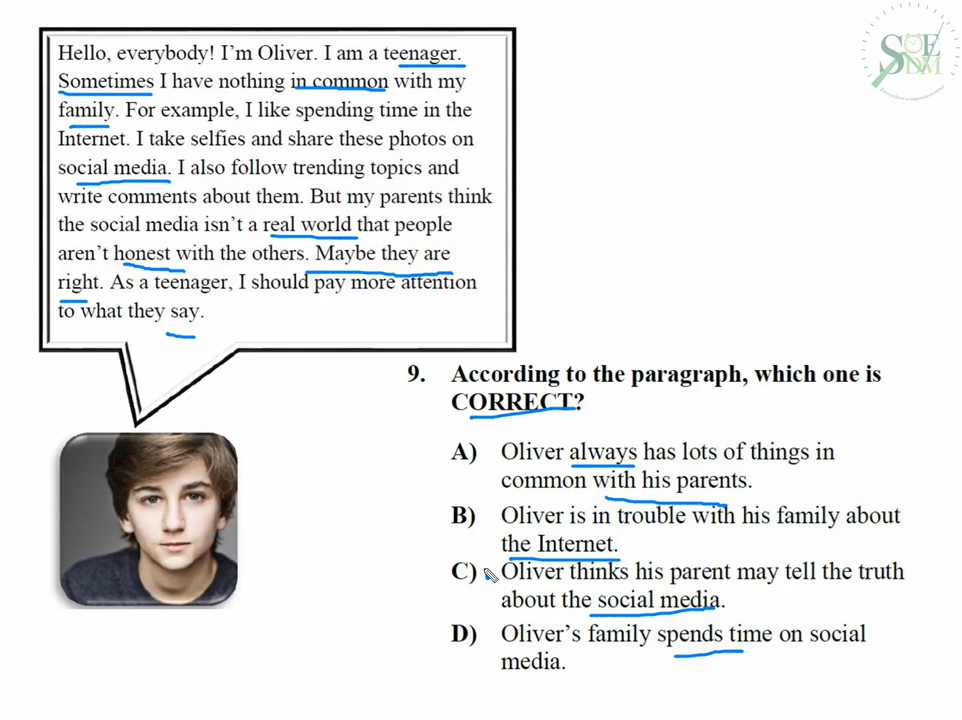 Hello, everybody! I'm Oliver. I am a teenager.
Sometimes I have nothing in common with my
family. For example, I like spending time in the
Internet. I take selfies and share these photos on
social media. I also follow trending topics and
write comments about them. But my parents think
the social media isn't a real world that people
aren't honest with the others. Maybe they are
right. As a teenager, I should pay more attention
to what they say.
9. According to the paragraph, which one is
CORRECT?
A) Oliver always has lots of things in
common with his parents.
B) Oliver is in trouble with his family about
the Internet.
C) Oliver thinks his parent may tell the truth
about the social media.
D) Oliver's family spends time on social
media.